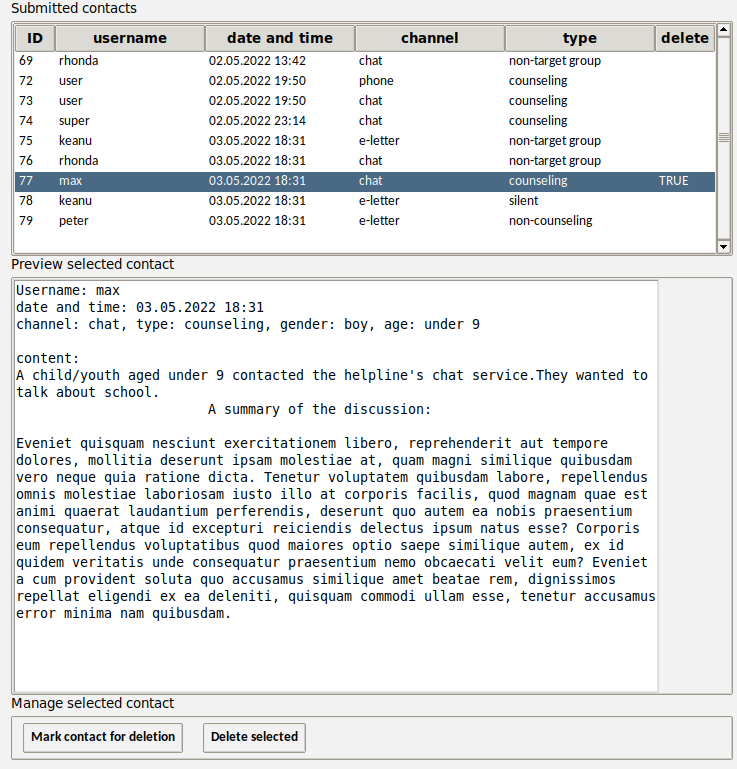 Submitted contacts
ID username date and time channel type delete
69 rhonda 02.05.2022 13:42 chat non-target group
72 user 02.05.2022 19:50 phone counseling
73 user 02.05.2022 19:50 chat counseling
74 super 02.05.2022 23:14 chat counseling
75 keanu 03.05.2022 18:31 e-letter non-target group
76 rhonda 03.05.2022 18:31 chat non-target group
77 max 03.05.2022 18:31 chat counseling TRUE
78 keanu 03.05.2022 18:31 e-letter silent
79 peter 03.05.2022 18:31 e-letter non-counseling
Preview selected contact
Username: max
date and time: 03.05.2022 18:31
channel: chat, type: counseling, gender: boy, age: under 9
content:
A child/youth aged under 9 contacted the helpline's chat service.They wanted to
talk about school.
A summary of the discussion:
Eveniet quisquam nesciunt exercitationem libero, reprehenderit aut tempore
dolores, mollitia deserunt ipsam molestiae at, quam magni similique quibusdam
vero neque quia ratione dicta. Tenetur voluptatem quibusdam labore, repellendus
omnis molestiae laboriosam iusto illo at corporis facilis, quod magnam quae est
animi quaerat laudantium perferendis, deserunt quo autem ea nobis praesentium
consequatur, atque id excepturi reiciendis delectus ipsum natus esse? Corporis
eum repellendus voluptatibus quod maiores optio saepe similique autem, ex id
quidem veritatis unde consequatur praesentium nemo obcaecati velit eum? Eveniet
a cum provident soluta quo accusamus similique amet beatae rem, dignissimos
repellat eligendi ex ea deleniti, quisquam commodi ullam esse, tenetur accusamus
error minima nam quibusdam.
Manage selected contact
Mark contact for deletion Delete selected